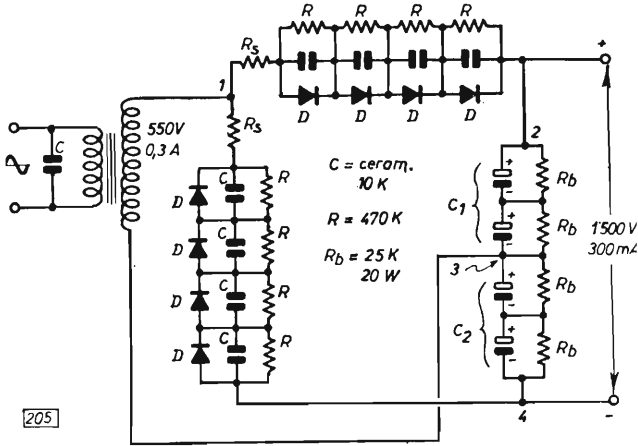 R R R R
Rs
D D D D
1
Rs
550V
0,3 A
C
C R
D
C R
D
C R
D
C R
D
C = ceram.
10 K
R = 470 K
Rb = 25 K
20 W
+
2
+
-
C1
+
-
Rb
Rb
3
+
-
C2
+
-
Rb
Rb
4
1'500 V
300 mA
-
205